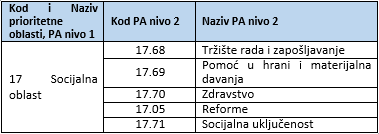 Kod i Naziv
prioritetne
oblasti, PA nivo 1
Kod PA nivo 2
Naziv PA nivo 2
17 Socijalna
oblast
17.68
Tržište rada i zapošljavanje
17.69
Pomoć u hrani i materijalna
davanja
17.70
Zdravstvo
17.05
Reforme
17.71
Socijalna uključenost